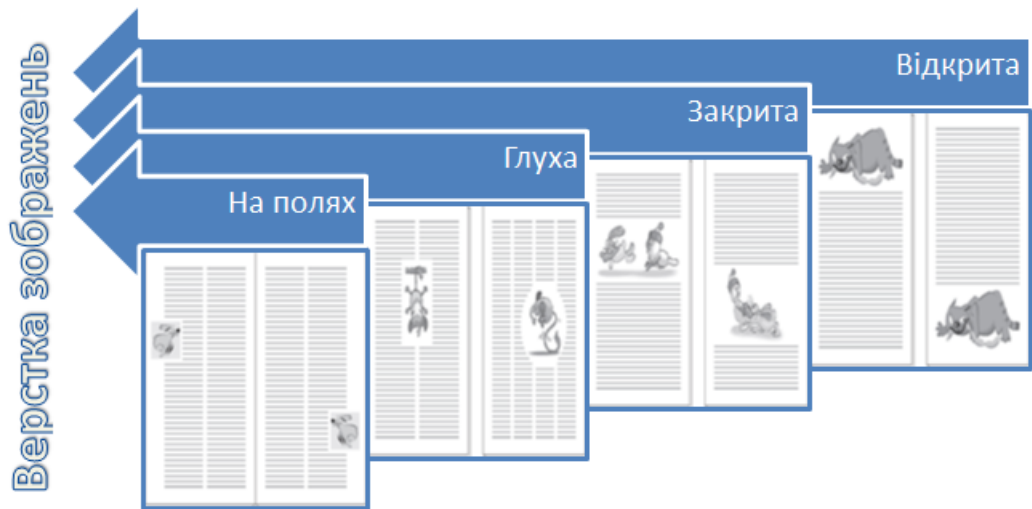 Верстка зображень
Відкрита
Закрита
Глуха
На полях